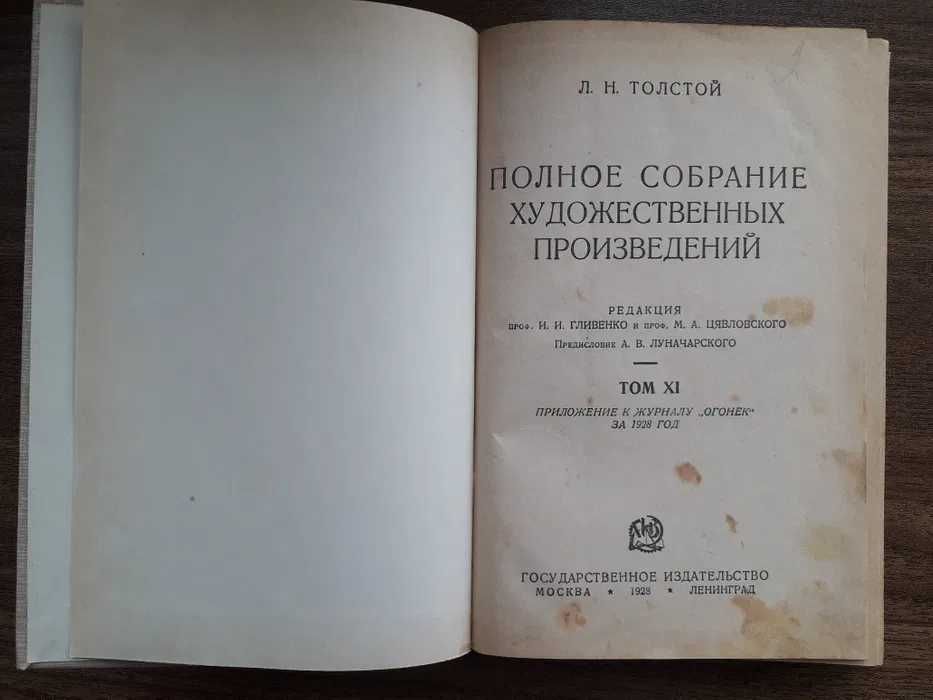 Л. Н. ТОЛСТОЙ
ПОЛНОЕ СОБРАНИЕ
ХУДОЖЕСТВЕННЫХ
ПРОИЗВЕДЕНИЙ
РЕДАКЦИЯ
ПРОФ. И. И. ГЛИВЕНКО И ПРОФ. М. А. ЦЯВЛОВСКОГО
ПРЕДИСЛОВИЕ А. В. ЛУНАЧАРСКОГО
ТОМ XI
ПРИЛОЖЕНИЕ К ЖУРНАЛУ „ОГОНЕК“
ЗА 1928 ГОД
ГОСУДАРСТВЕННОЕ ИЗДАТЕЛЬСТВО
МОСКВА * 1928 * ЛЕНИНГРАД